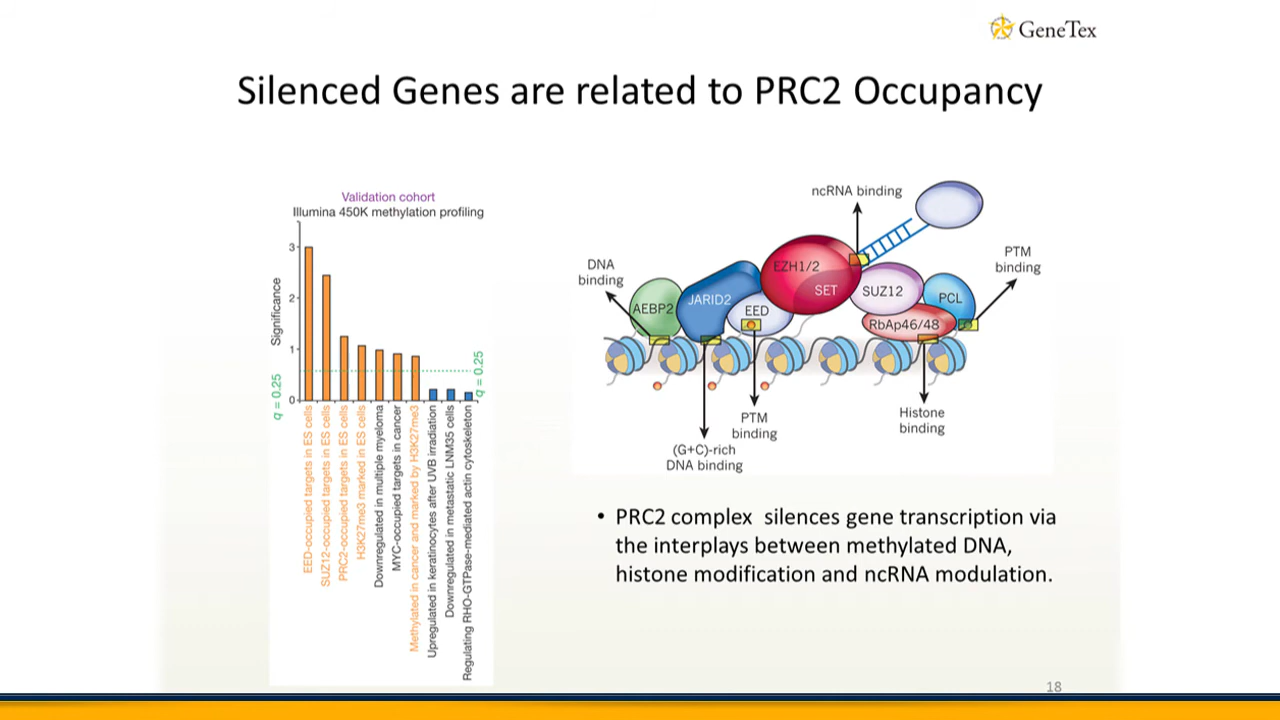 GeneTex
Silenced Genes are related to PRC2 Occupancy
Validation cohort
Illumina 450K methylation profiling
Significance
3
2
1
0
q = 0.25
q = 0.25
EED-occupied targets in ES cells
SUZ12-occupied targets in ES cells
PRC2-occupied targets in ES cells
H3K27me3 marked in ES cells
Downregulated in multiple myeloma
MYC-occupied targets in cancer
Methylated in cancer and marked by H3K27me3
Upregulated in keratinocytes after UVB irradiation
Downregulated in metastatic LNM35 cells
Regulating RHO-GTPase-mediated actin cytoskeleton
ncRNA binding
DNA
binding
PTM
binding
AEBP2
JARID2
EED
EZH1/2
SET
SUZ12
PCL
RbAp46/48
PTM
binding
(G+C)-rich
DNA binding
Histone
binding
• PRC2 complex silences gene transcription via
the interplays between methylated DNA,
histone modification and ncRNA modulation.
18